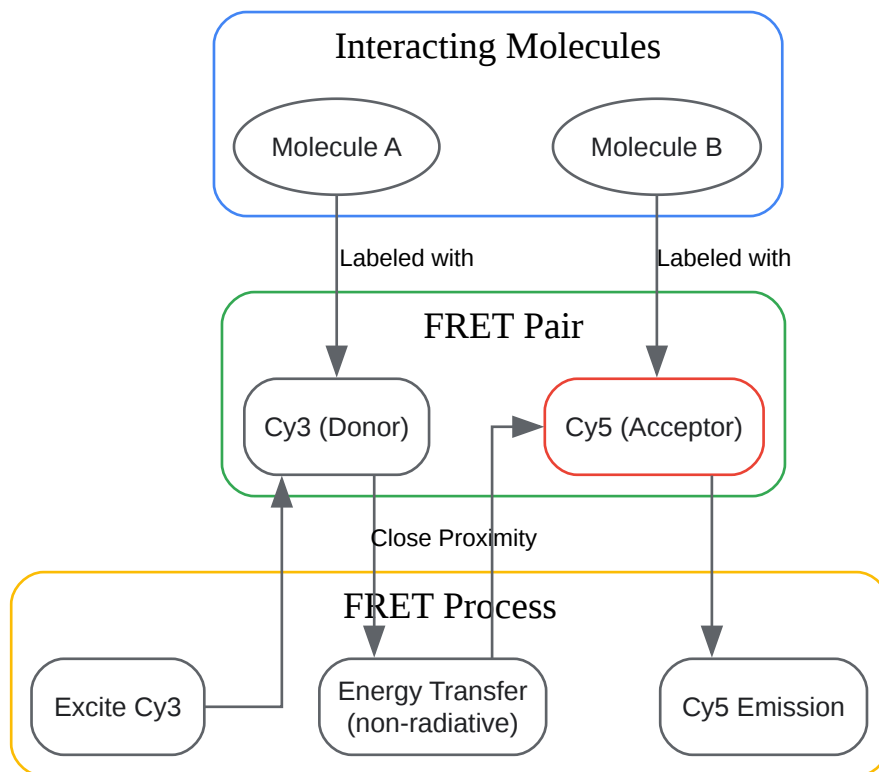 Interacting Molecules
Molecule A
Molecule B
Labeled with
Labeled with
FRET Pair
Cy3 (Donor)
Cy5 (Acceptor)
Close Proximity
FRET Process
Excite Cy3
Energy Transfer
(non-radiative)
Cy5 Emission